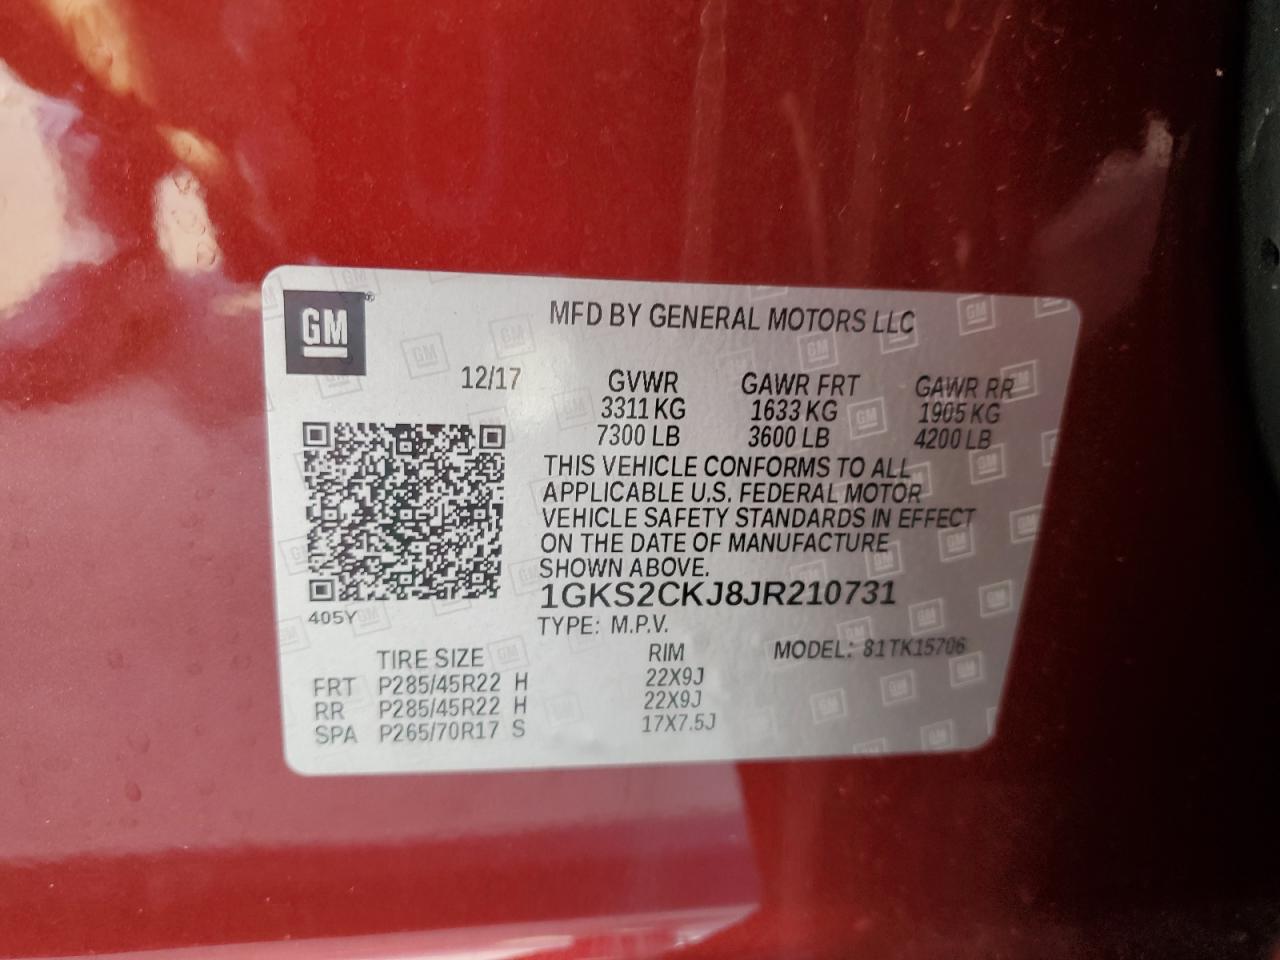 GM
MFD BY GENERAL MOTORS LLC
12/17 GVWR GAWR FRT GAWR RR
3311 KG 1633 KG 1905 KG
7300 LB 3600 LB 4200 LB
THIS VEHICLE CONFORMS TO ALL
APPLICABLE U.S. FEDERAL MOTOR
VEHICLE SAFETY STANDARDS IN EFFECT
ON THE DATE OF MANUFACTURE
SHOWN ABOVE.
1GKS2CKJ8JR210731
405Y
TYPE: M.P.V.
TIRE SIZE RIM MODEL: 81TK15706
FRT P285/45R22 H 22X9J
RR P285/45R22 H 22X9J
SPA P265/70R17 S 17X7.5J